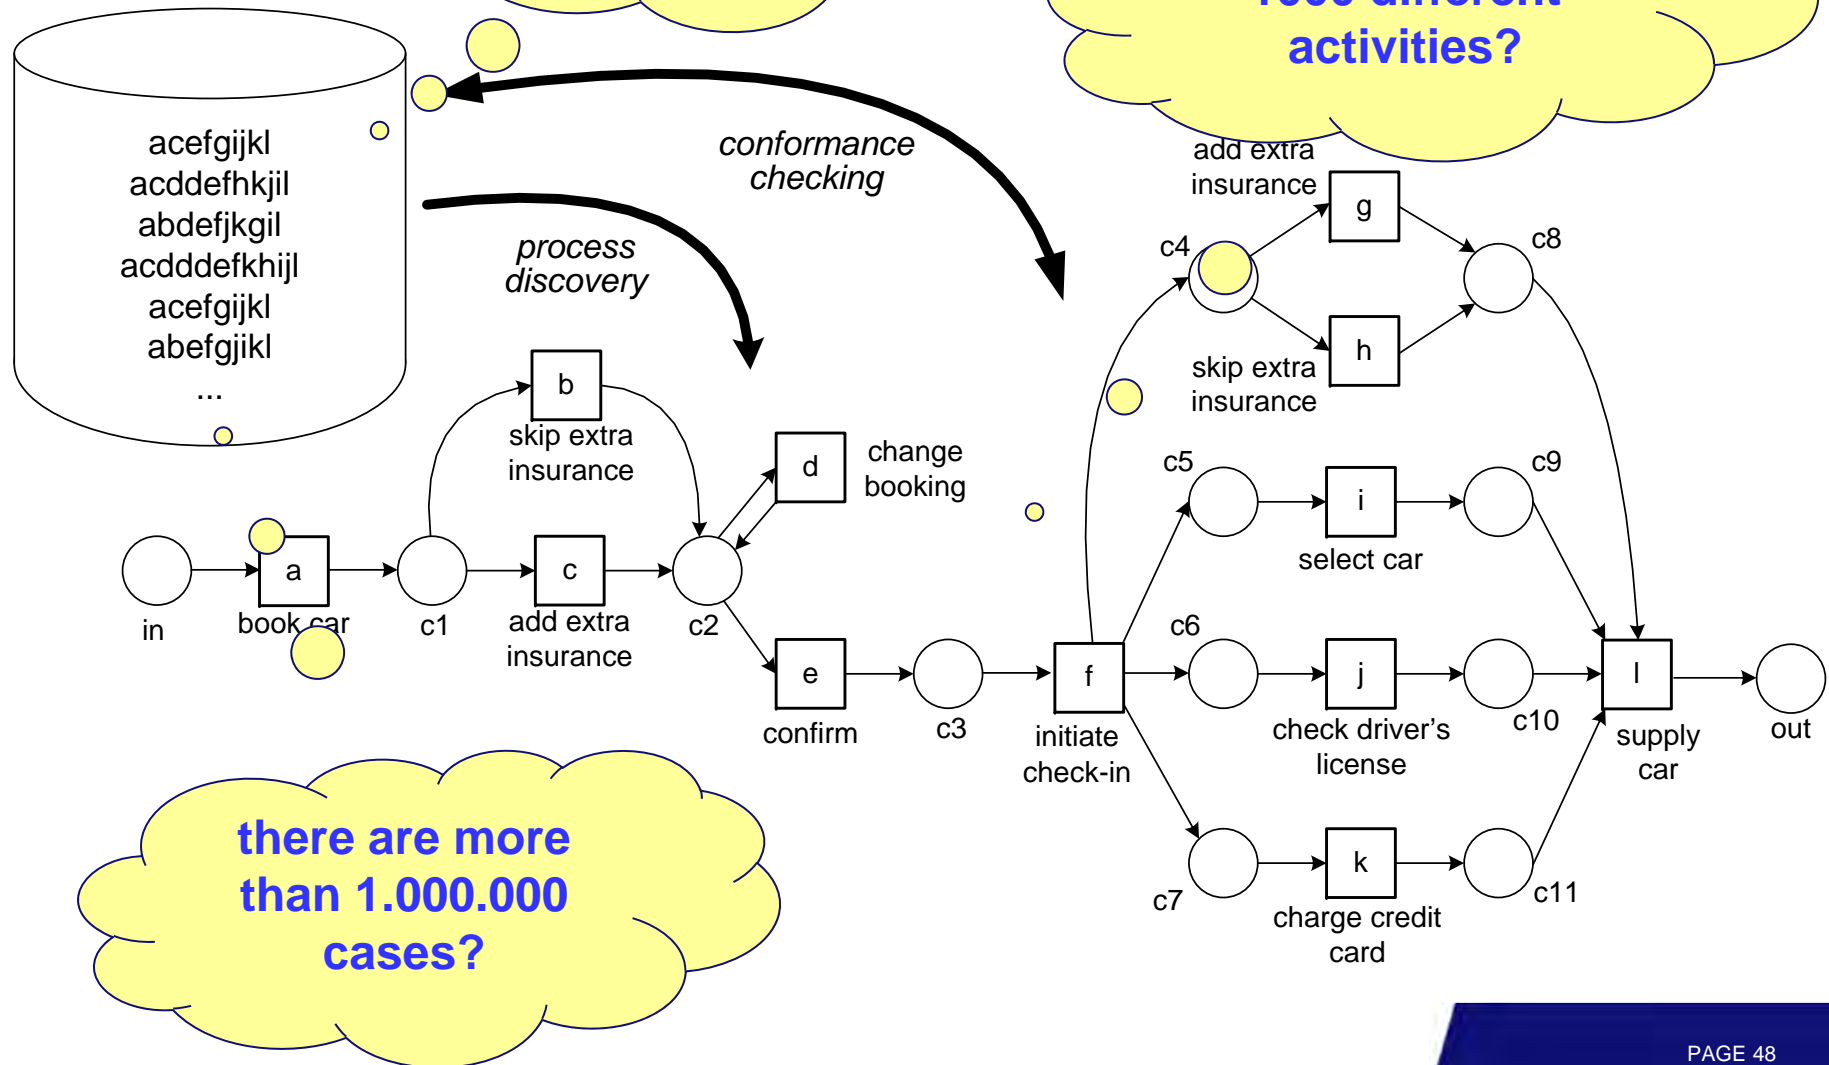 different
activities?
acefgijkl
acddefhkjil
abdefjkgil
acdddefkhijl
acefgijkl
abefgjikl
...
conformance
checking
process
discovery
add extra
insurance
g
c4
c8
h
skip extra
insurance
b
skip extra
insurance
d
change
booking
c5
i
c9
select car
in
a
book car
c1
c
add extra
insurance
c2
e
confirm
c3
f
initiate
check-in
c6
j
check driver's
license
c10
l
supply
car
out
c7
k
charge credit
card
c11
there are more
than 1.000.000
cases?
PAGE 48